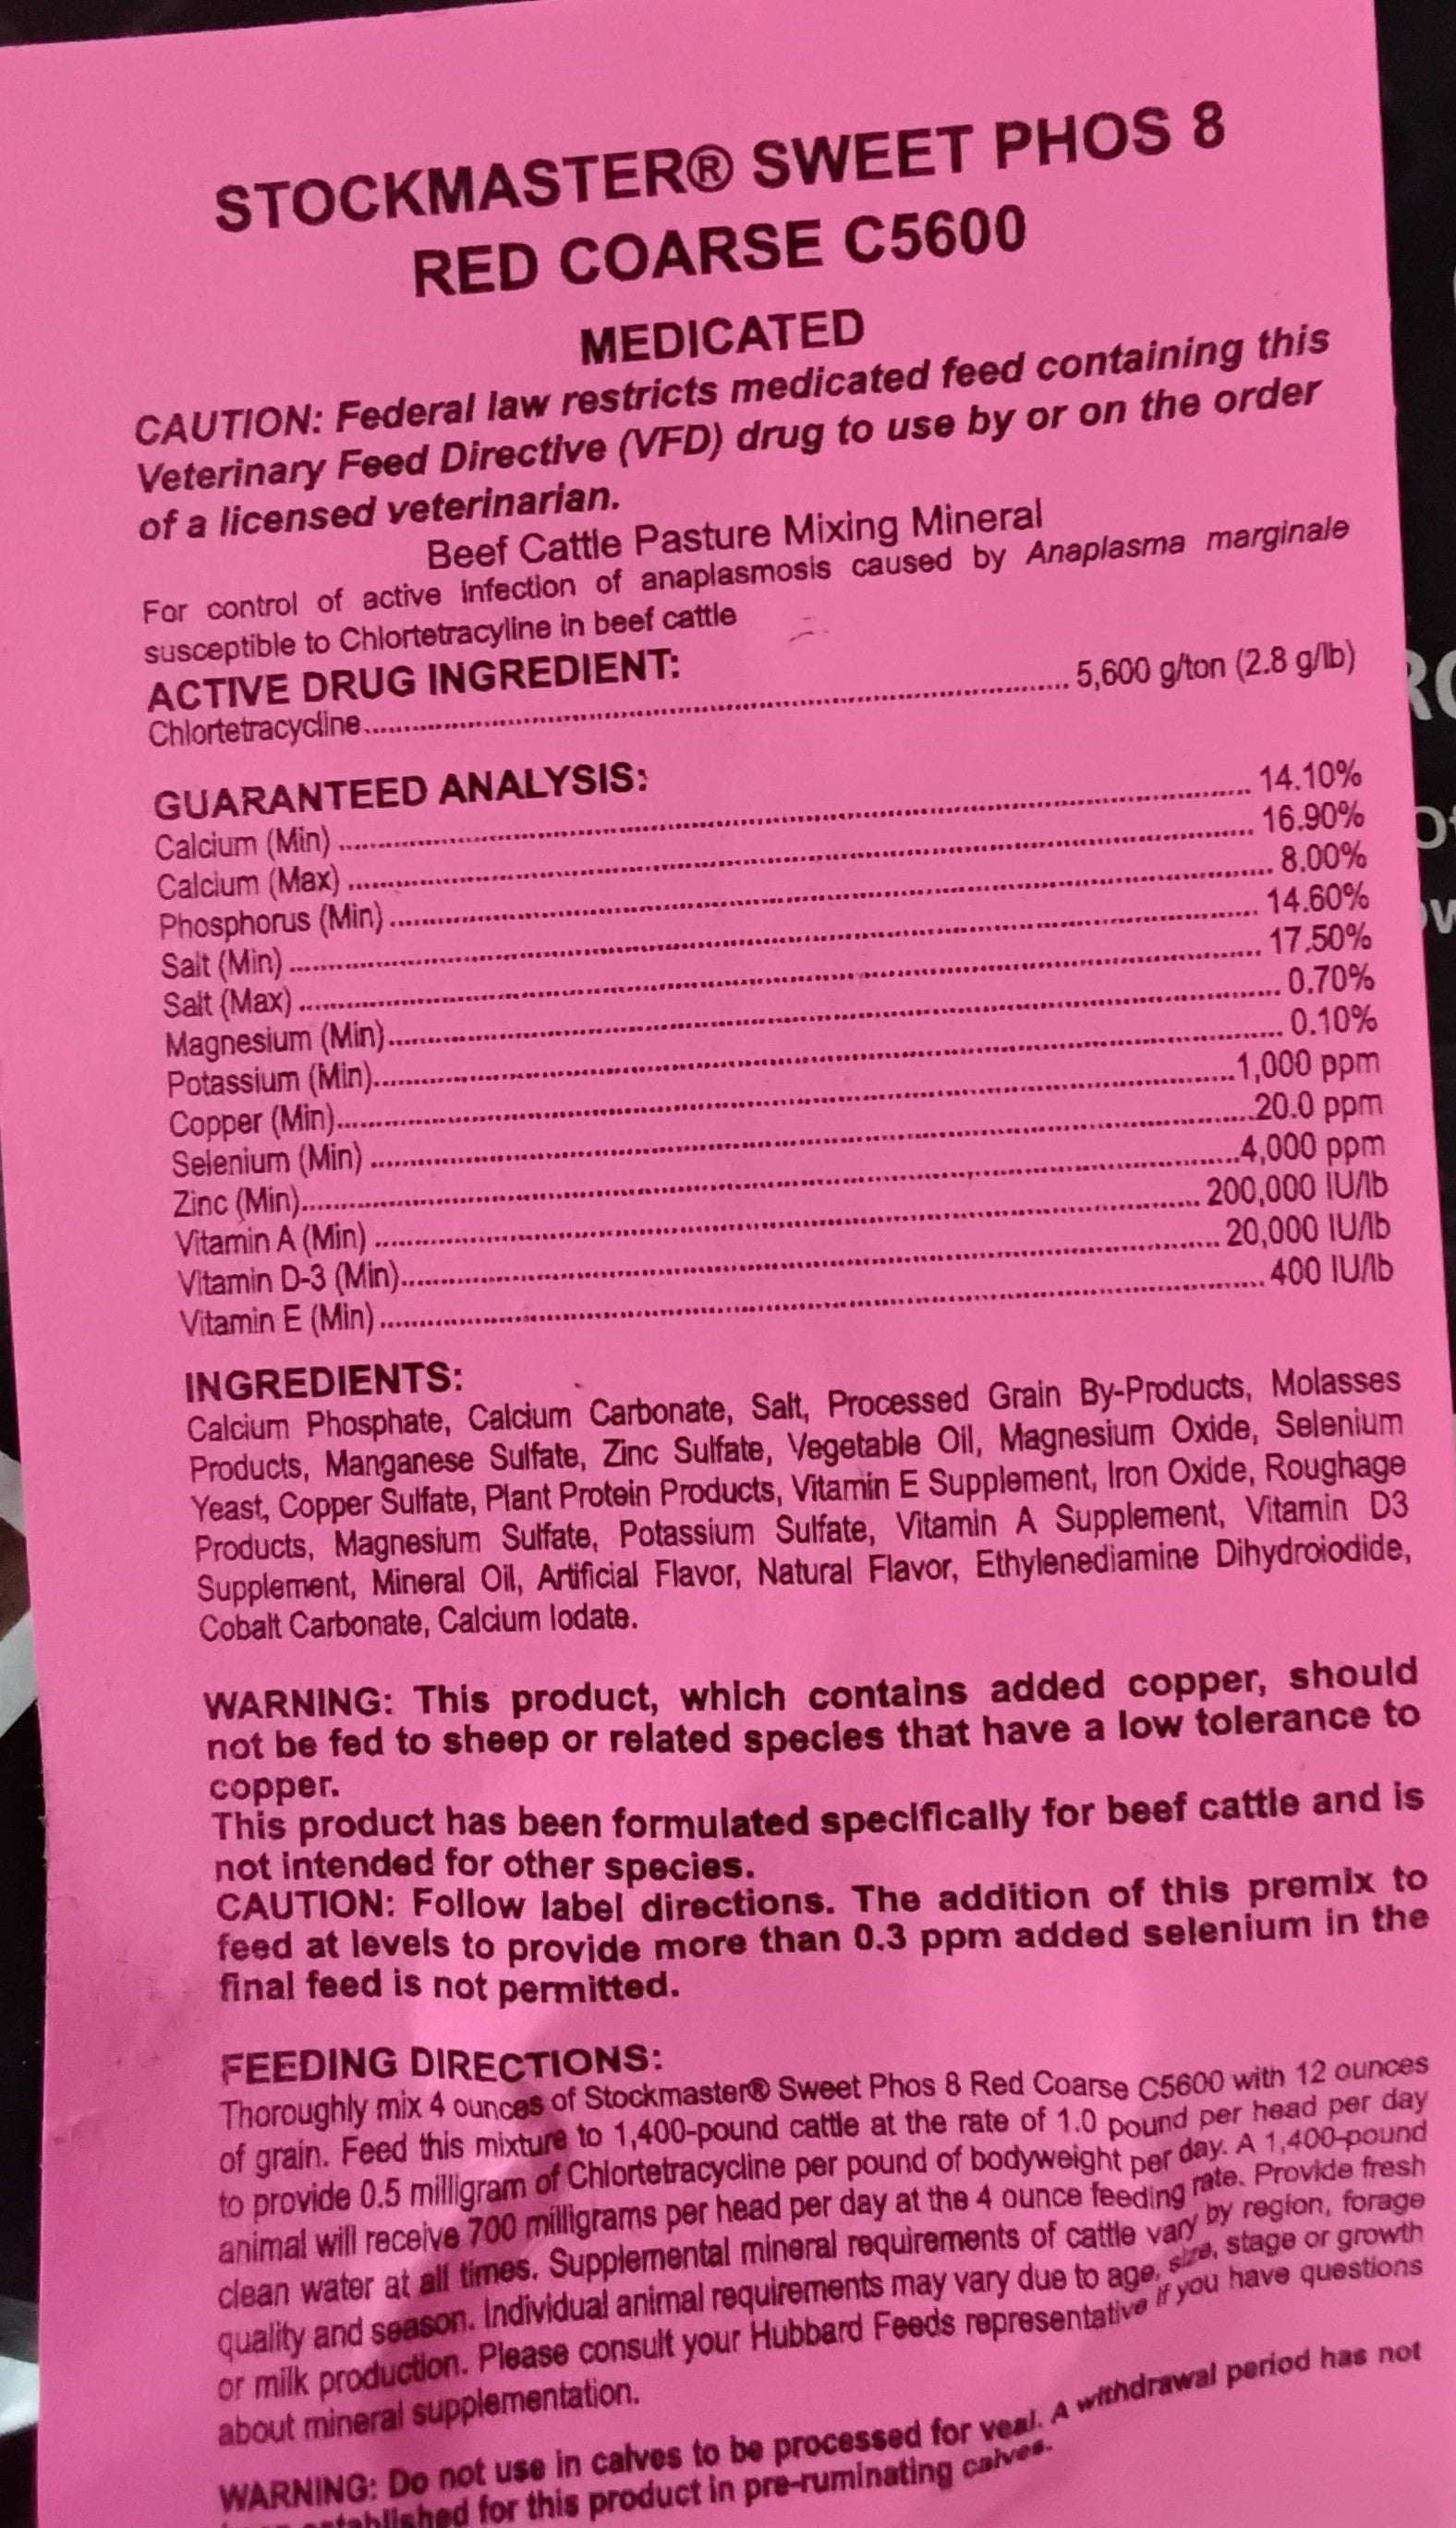 STOCKMASTER® SWEET PHOS 8
RED COARSE C5600
MEDICATED
CAUTION: Federal law restricts medicated feed containing this
Veterinary Feed Directive (VFD) drug to use by or on the order
of a licensed veterinarian.
Beef Cattle Pasture Mixing Mineral
For control of active infection of anaplasmosis caused by Anaplasma marginale
susceptible to Chlortetracyline in beef cattle
ACTIVE DRUG INGREDIENT:
Chlortetracycline..........5,600 g/ton (2.8 g/lb)
GUARANTEED ANALYSIS:
Calcium (Min)..........14.10%
Calcium (Max)..........16.90%
Phosphorus (Min)..........8.00%
Salt (Min)..........14.60%
Salt (Max)..........17.50%
Magnesium (Min)..........0.70%
Potassium (Min)..........0.10%
Copper (Min)..........1,000 ppm
Selenium (Min)..........20.0 ppm
Zinc (Min)..........4,000 ppm
Vitamin A (Min)..........200,000 IU/lb
Vitamin D-3 (Min)..........20,000 IU/lb
Vitamin E (Min)..........400 IU/lb
INGREDIENTS:
Calcium Phosphate, Calcium Carbonate, Salt, Processed Grain By-Products, Molasses
Products, Manganese Sulfate, Zinc Sulfate, Vegetable Oil, Magnesium Oxide, Selenium
Yeast, Copper Sulfate, Plant Protein Products, Vitamin E Supplement, Iron Oxide, Roughage
Products, Magnesium Sulfate, Potassium Sulfate, Vitamin A Supplement, Vitamin D3
Supplement, Mineral Oil, Artificial Flavor, Natural Flavor, Ethylenediamine Dihydroiodide,
Cobalt Carbonate, Calcium Iodate.
WARNING: This product, which contains added copper, should
not be fed to sheep or related species that have a low tolerance to
copper.
This product has been formulated specifically for beef cattle and is
not intended for other species.
CAUTION: Follow label directions. The addition of this premix to
feed at levels to provide more than 0.3 ppm added selenium in the
final feed is not permitted.
FEEDING DIRECTIONS:
Thoroughly mix 4 ounces of Stockmaster® Sweet Phos 8 Red Coarse C5600 with 12 ounces
of grain. Feed this mixture to 1,400-pound cattle at the rate of 1.0 pound per head per day
to provide 0.5 milligram of Chlortetracycline per pound of bodyweight per day. A 1,400-pound
animal will receive 700 milligrams per head per day at the 4 ounce feeding rate. Provide fresh
clean water at all times. Supplemental mineral requirements of cattle vary by region, forage
quality and season. Individual animal requirements may vary due to age, size, stage or growth
or milk production. Please consult your Hubbard Feeds representative if you have questions
about mineral supplementation.
WARNING: Do not use in calves to be processed for veal. A withdrawal period has not
established for this product in pre-ruminating calves.